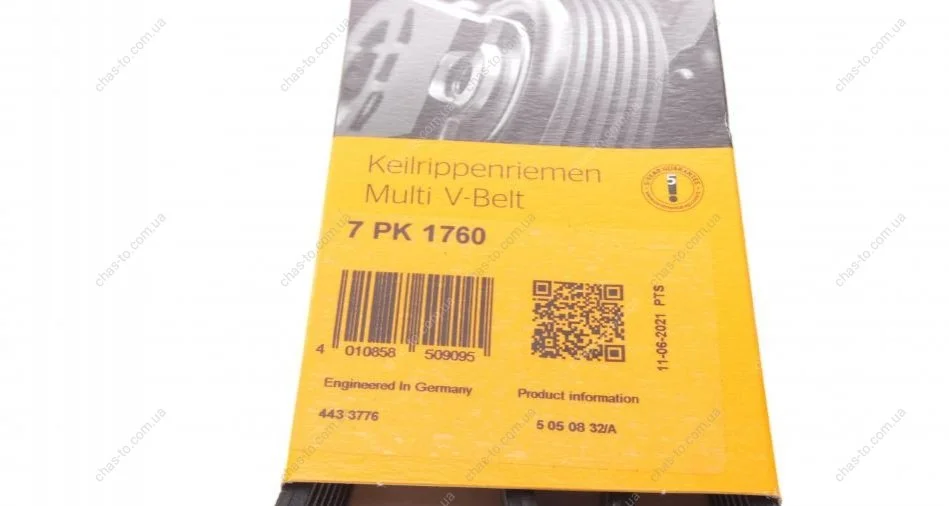 Keilrippenriemen
Multi V-Belt
7 PK 1760
5
4 010858 509095
11-06-2021 PTS
Engineered In Germany
Product information
443 3776
5 05 08 32/A
chas-to.com.ua